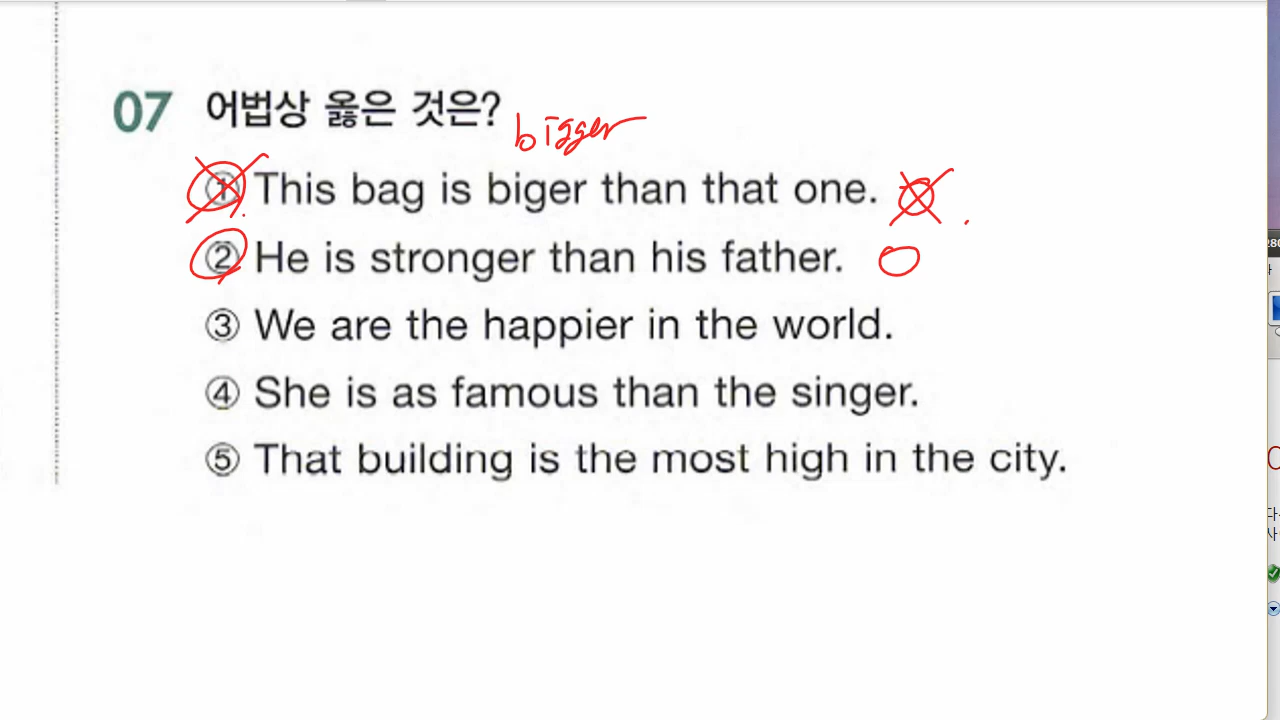 07 어법상 옳은 것은?
bigger
① This bag is biger than that one.
② He is stronger than his father.
③ We are the happier in the world.
④ She is as famous than the singer.
⑤ That building is the most high in the city.